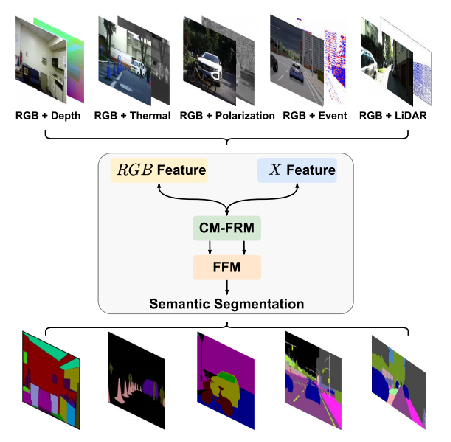 RGB + Depth RGB + Thermal RGB + Polarization RGB + Event RGB + LiDAR
RGB Feature X Feature
CM-FRM
FFM
Semantic Segmentation